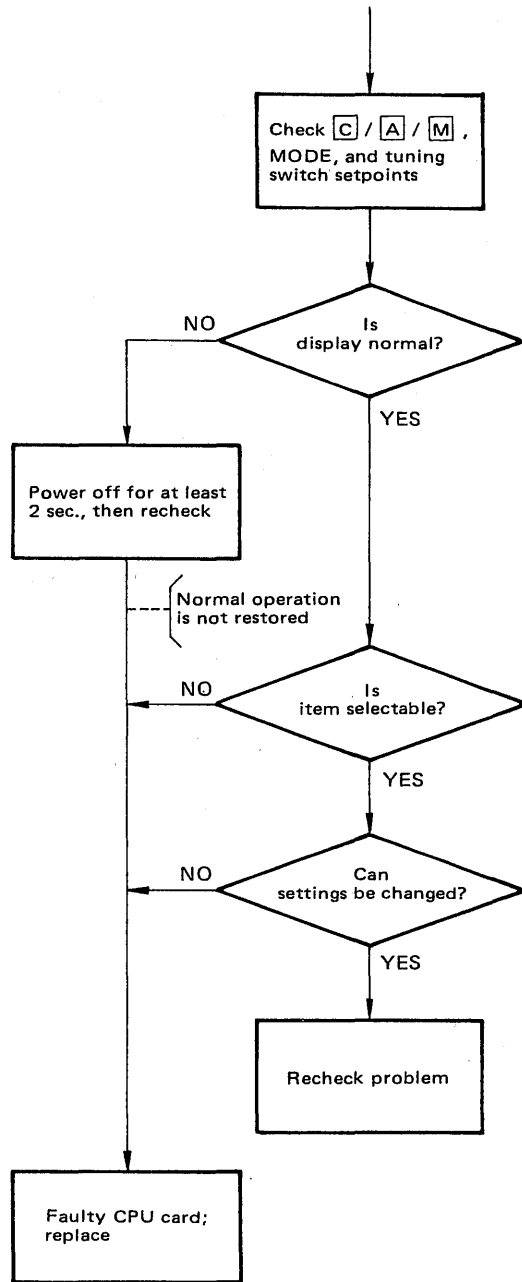 Check C / A / M ,
MODE, and tuning
switch setpoints
Is
display normal?
NO
YES
Power off for at least
2 sec., then recheck
Normal operation
is not restored
Is
item selectable?
NO
YES
Can
settings be changed?
NO
YES
Recheck problem
Faulty CPU card;
replace